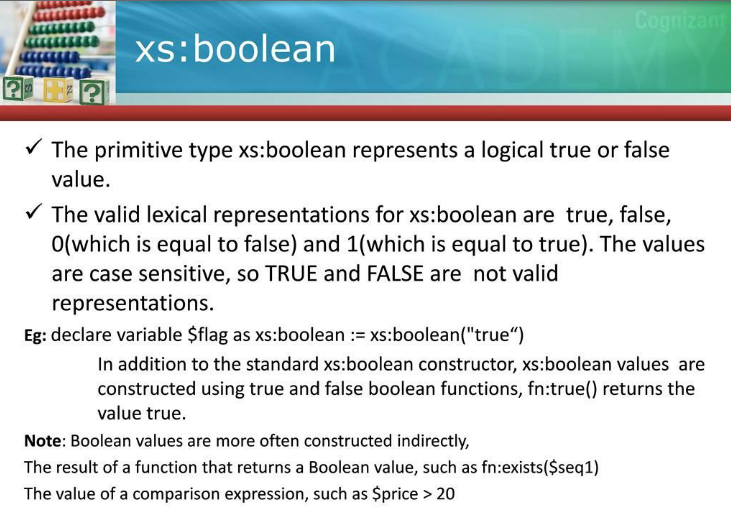 Cognizant
ACADEMY
xs:boolean
✓ The primitive type xs:boolean represents a logical true or false
value.
✓ The valid lexical representations for xs:boolean are true, false,
0(which is equal to false) and 1(which is equal to true). The values
are case sensitive, so TRUE and FALSE are not valid
representations.
Eg: declare variable $flag as xs:boolean := xs:boolean("true“)
In addition to the standard xs:boolean constructor, xs:boolean values are
constructed using true and false boolean functions, fn:true() returns the
value true.
Note: Boolean values are more often constructed indirectly,
The result of a function that returns a Boolean value, such as fn:exists($seq1)
The value of a comparison expression, such as $price > 20